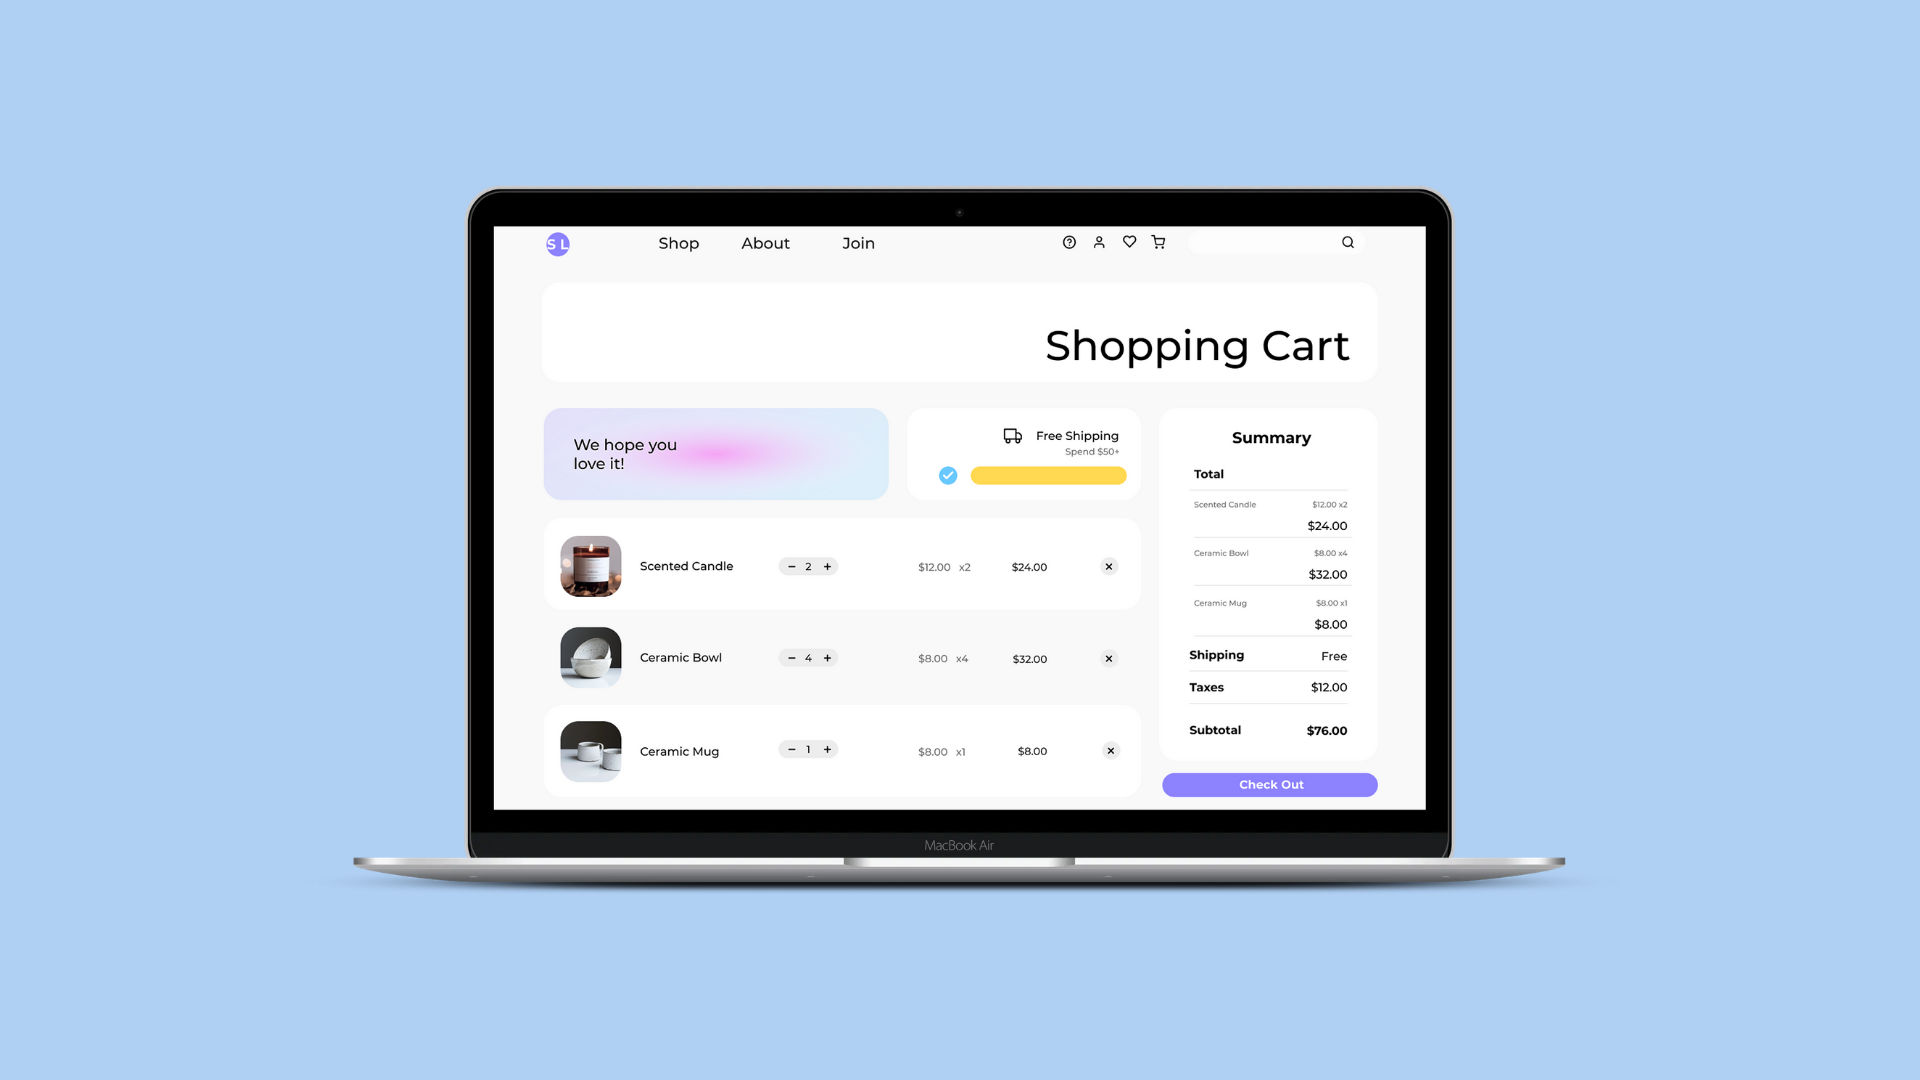 S L
Shop
About
Join
Shopping Cart
We hope you
love it!
Free Shipping
Spend $50+
Scented Candle
2
$12.00 x2
$24.00
Ceramic Bowl
4
$8.00 x4
$32.00
Ceramic Mug
1
$8.00 x1
$8.00
Summary
Total
Scented Candle
$12.00 x2
$24.00
Ceramic Bowl
$8.00 x4
$32.00
Ceramic Mug
$8.00 x1
$8.00
Shipping
Free
Taxes
$12.00
Subtotal
$76.00
Check Out
MacBook Air